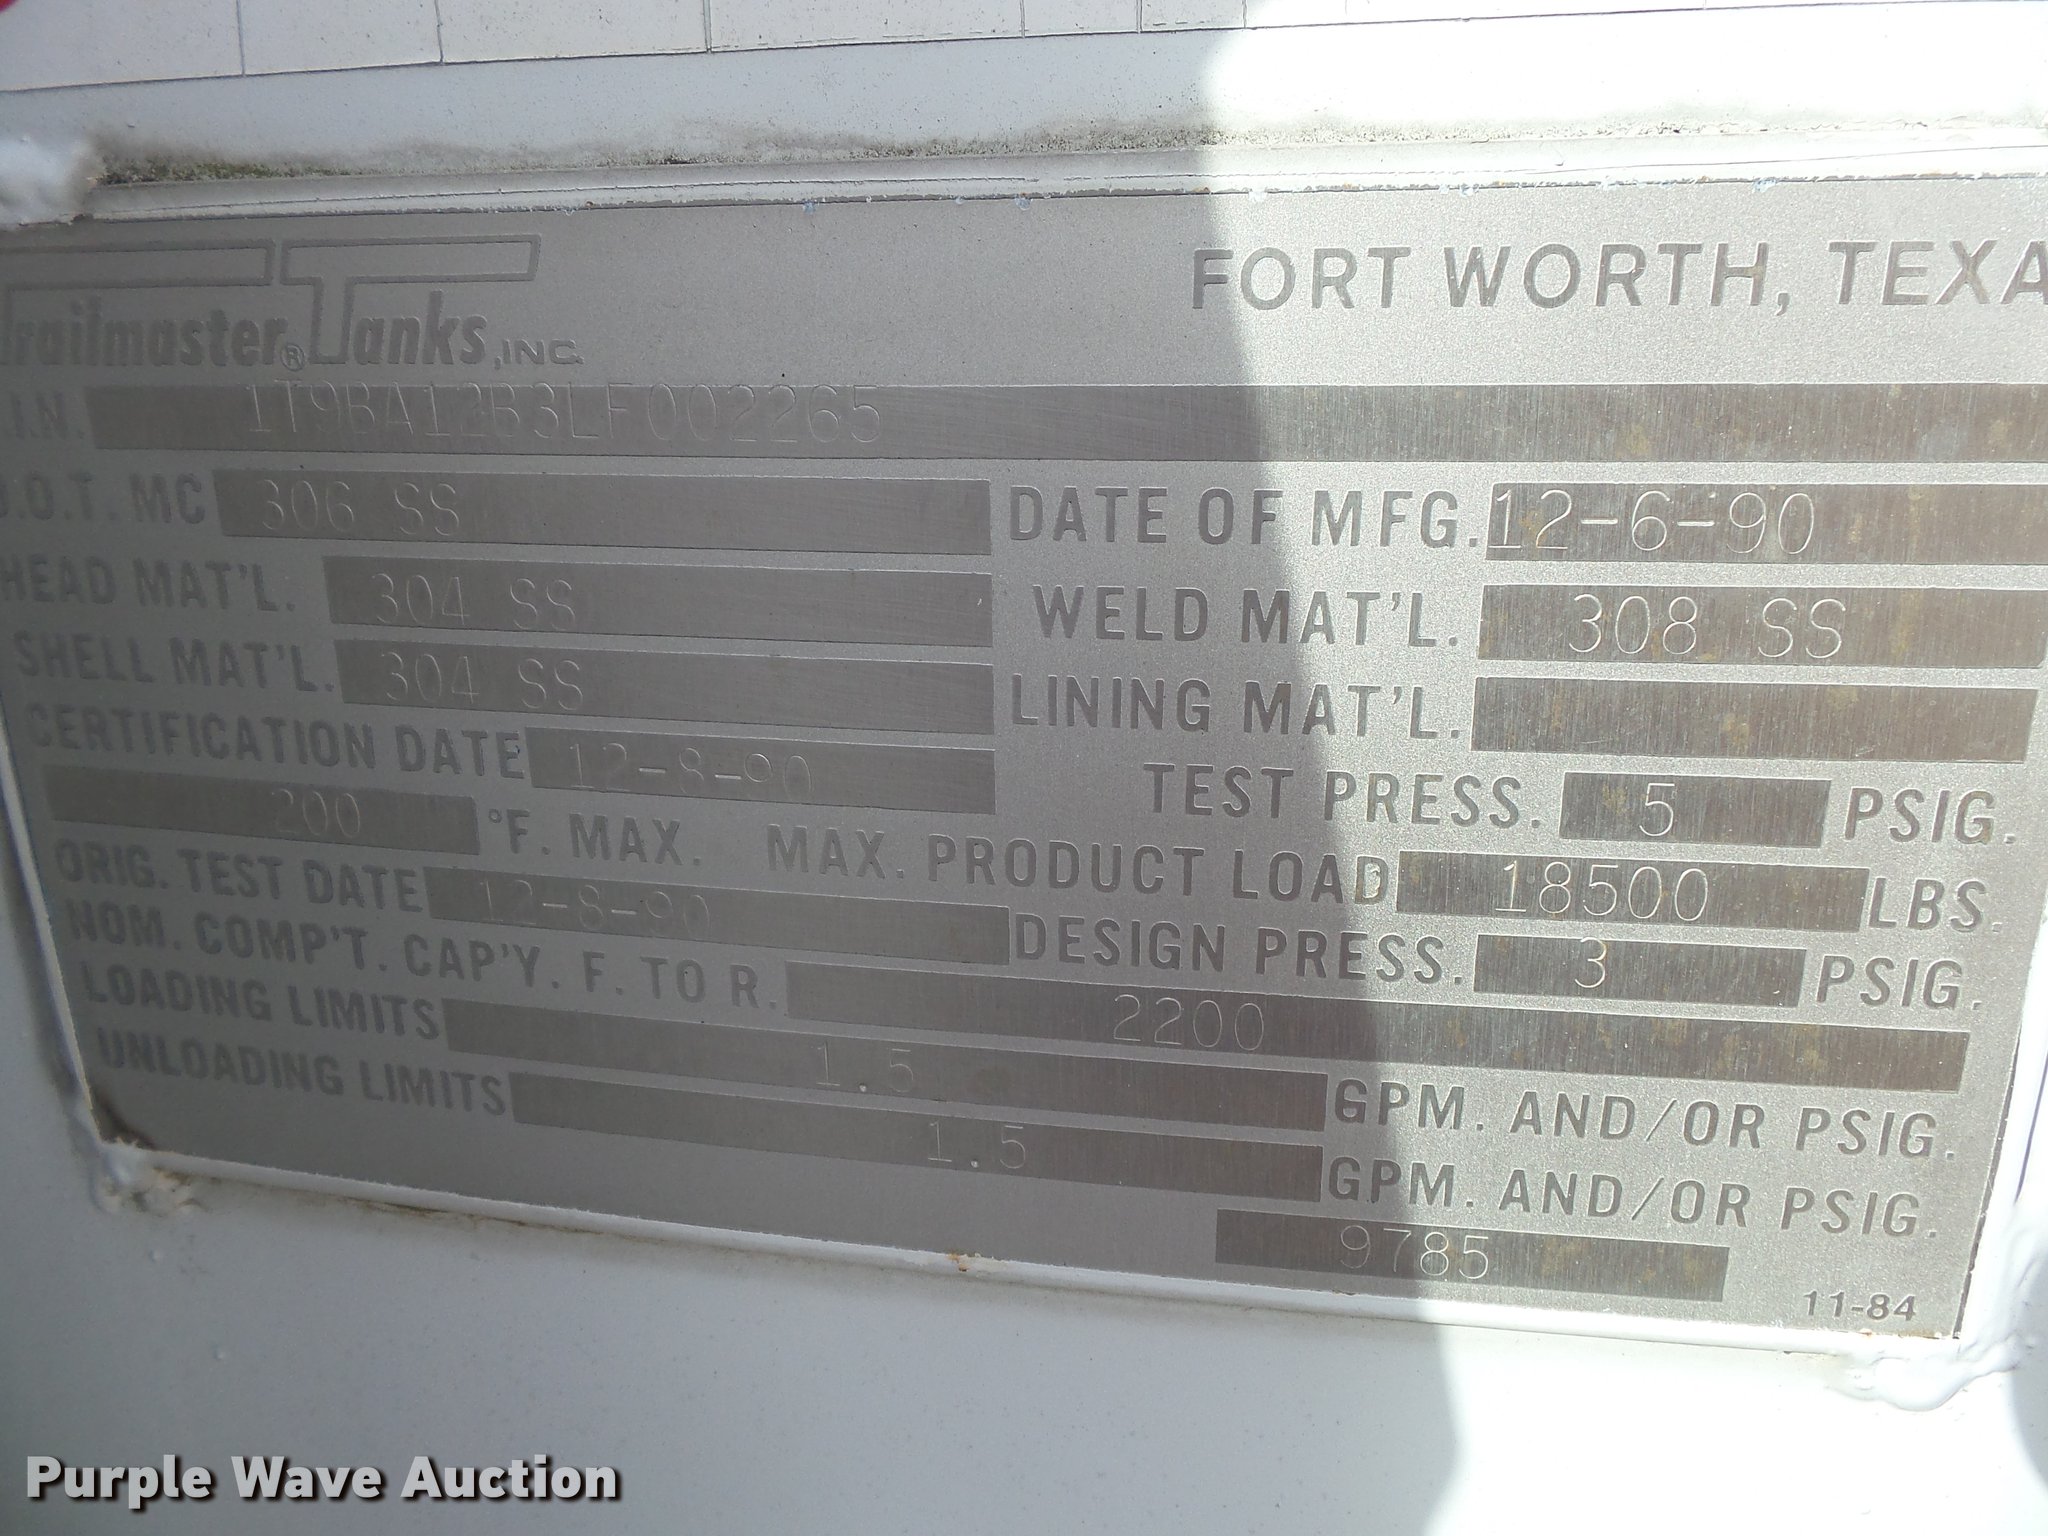 Trailmaster® Tanks, INC. FORT WORTH, TEXA
.I.N. 1T9BA12B3LF002265
D.O.T. MC 306 SS DATE OF MFG. 12-6-90
HEAD MAT'L. 304 SS WELD MAT'L. 308 SS
SHELL MAT'L. 304 SS LINING MAT'L.
CERTIFICATION DATE 12-8-90 TEST PRESS. 5 PSIG.
200 °F. MAX. MAX. PRODUCT LOAD 18500 LBS.
ORIG. TEST DATE 12-8-90 DESIGN PRESS. 3 PSIG.
NOM. COMP'T. CAP'Y. F. TO R. 2200
LOADING LIMITS 1.5 GPM. AND/OR PSIG.
UNLOADING LIMITS 1.5 GPM. AND/OR PSIG.
9785
11-84
Purple Wave Auction